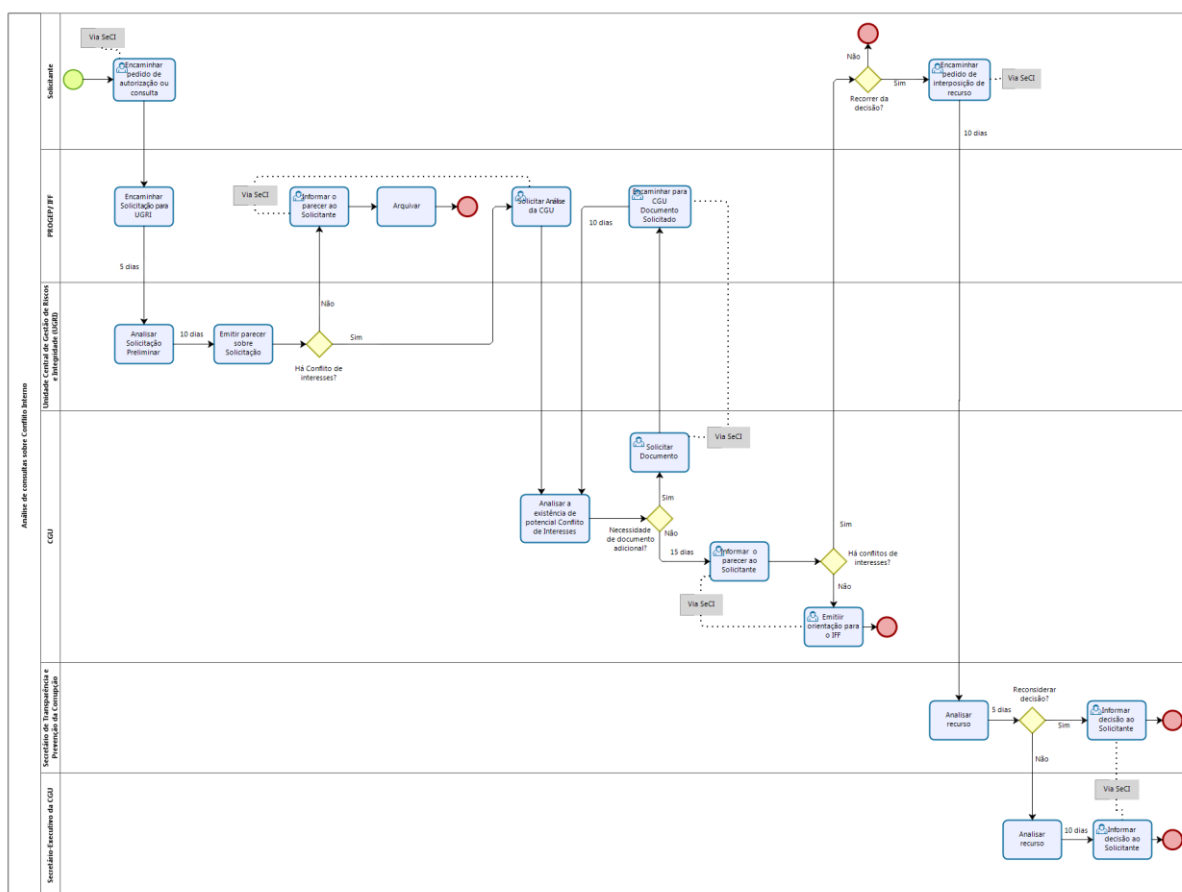 Análise de consultas sobre Conflito Interno
Solicitante
Via SeCI
Encaminhar
pedido de
autorização ou
consulta
Não
Recorrer da
decisão?
Sim
Encaminhar
pedido de
interposição de
recurso
Via SeCI
10 dias
PROGEP/IFF
Encaminhar
Solicitação para
UGRI
5 dias
Via SeCI
Informar o
parecer ao
Solicitante
Arquivar
Solicitar Análise
da CGU
Encaminhar para
CGU
Documento
Solicitado
10 dias
Unidade Central de Gestão de Riscos
e Integridade (UGRI)
Analisar
Solicitação
Preliminar
10 dias
Emitir parecer
sobre
Solicitação
Não
Há Conflito de
interesses?
Sim
CGU
Analisar a
existência de
potencial Conflito
de Interesses
Necessidade
de documento
adicional?
Sim
Solicitar
Documento
Via SeCI
Não
15 dias
Informar o
parecer ao
Solicitante
Via SeCI
Sim
Há conflitos de
interesses?
Não
Emitiir
orientação para
o IFF
Secretário de Transparência e
Prevenção da Corrupção
Analisar
recurso
5 dias
Reconsiderar
decisão?
Sim
Informar
decisão ao
Solicitante
Não
Via SeCI
Secretário-Executivo da CGU
Analisar
recurso
10 dias
Informar
decisão ao
Solicitante